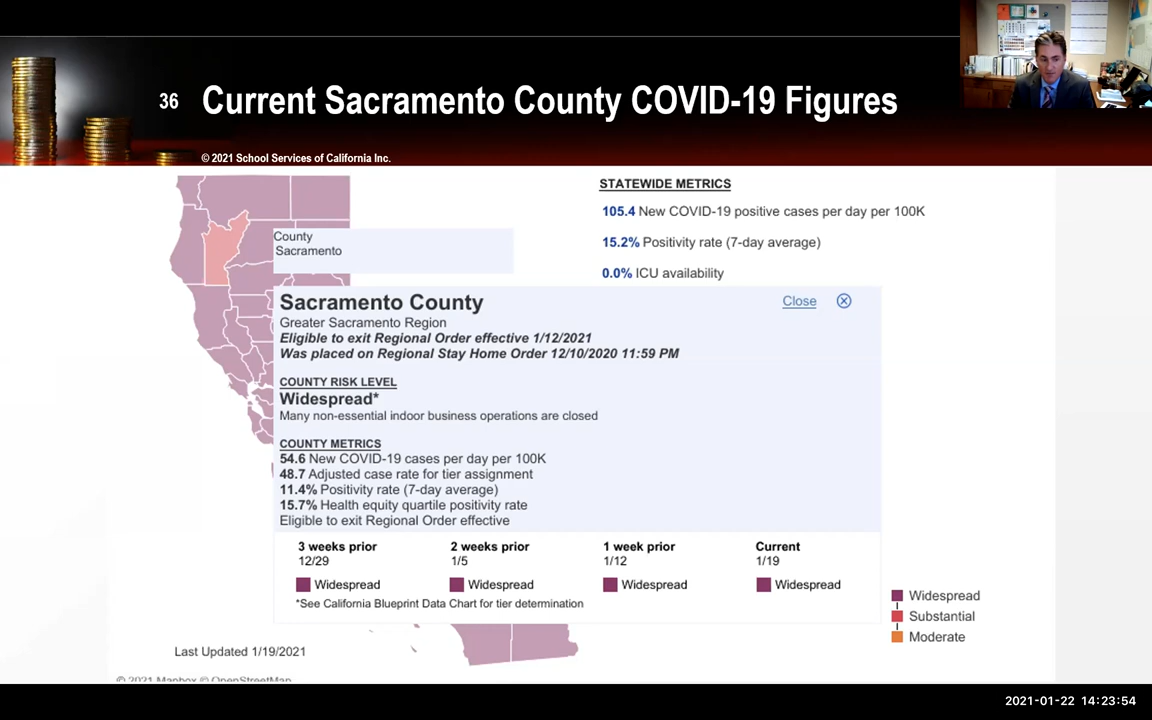 36 Current Sacramento County COVID-19 Figures
© 2021 School Services of California Inc.
STATEWIDE METRICS
105.4 New COVID-19 positive cases per day per 100K
15.2% Positivity rate (7-day average)
0.0% ICU availability
County
Sacramento
Sacramento County
Close
Greater Sacramento Region
Eligible to exit Regional Order effective 1/12/2021
Was placed on Regional Stay Home Order 12/10/2020 11:59 PM
COUNTY RISK LEVEL
Widespread*
Many non-essential indoor business operations are closed
COUNTY METRICS
54.6 New COVID-19 cases per day per 100K
48.7 Adjusted case rate for tier assignment
11.4% Positivity rate (7-day average)
15.7% Health equity quartile positivity rate
Eligible to exit Regional Order effective
3 weeks prior 2 weeks prior 1 week prior Current
12/29 1/5 1/12 1/19
Widespread Widespread Widespread Widespread
*See California Blueprint Data Chart for tier determination
Widespread
Substantial
Moderate
Last Updated 1/19/2021
© 2021 Mapbox © OpenStreetMap
2021-01-22 14:23:54